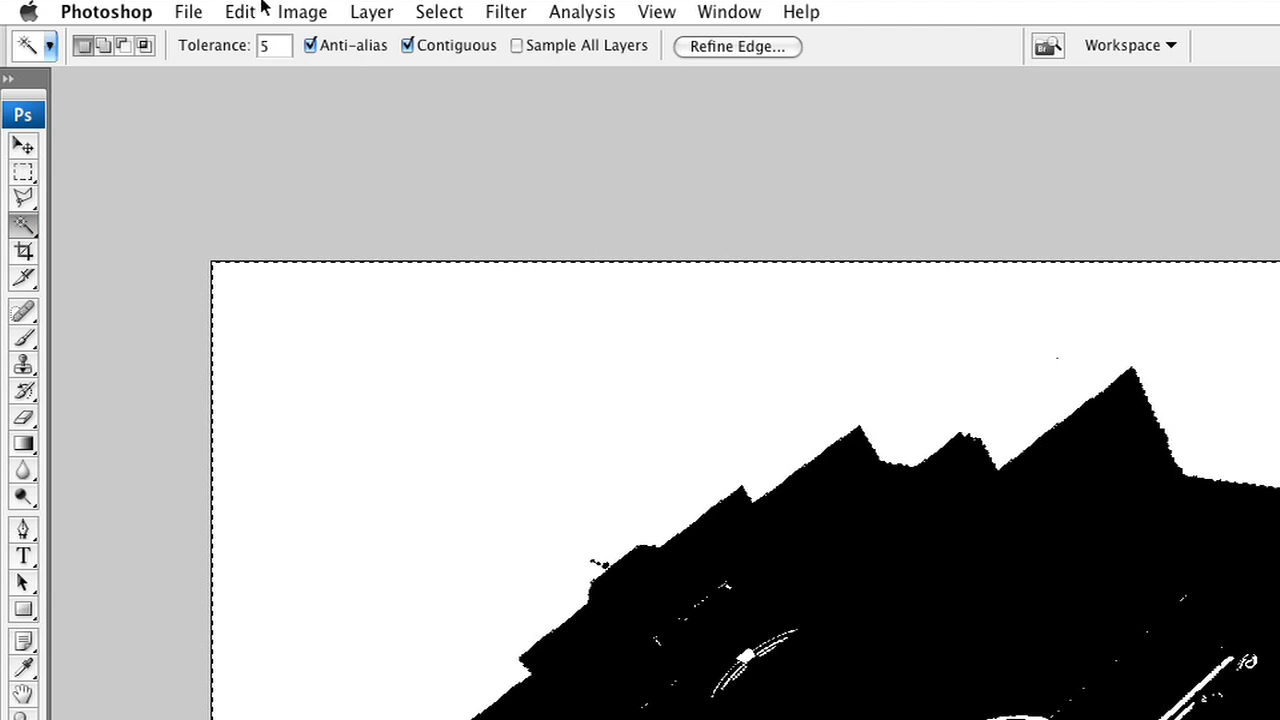 Photoshop File Edit Image Layer Select Filter Analysis View Window Help
Tolerance: 5 Anti-alias Contiguous Sample All Layers Refine Edge... Br Workspace
Ps
T